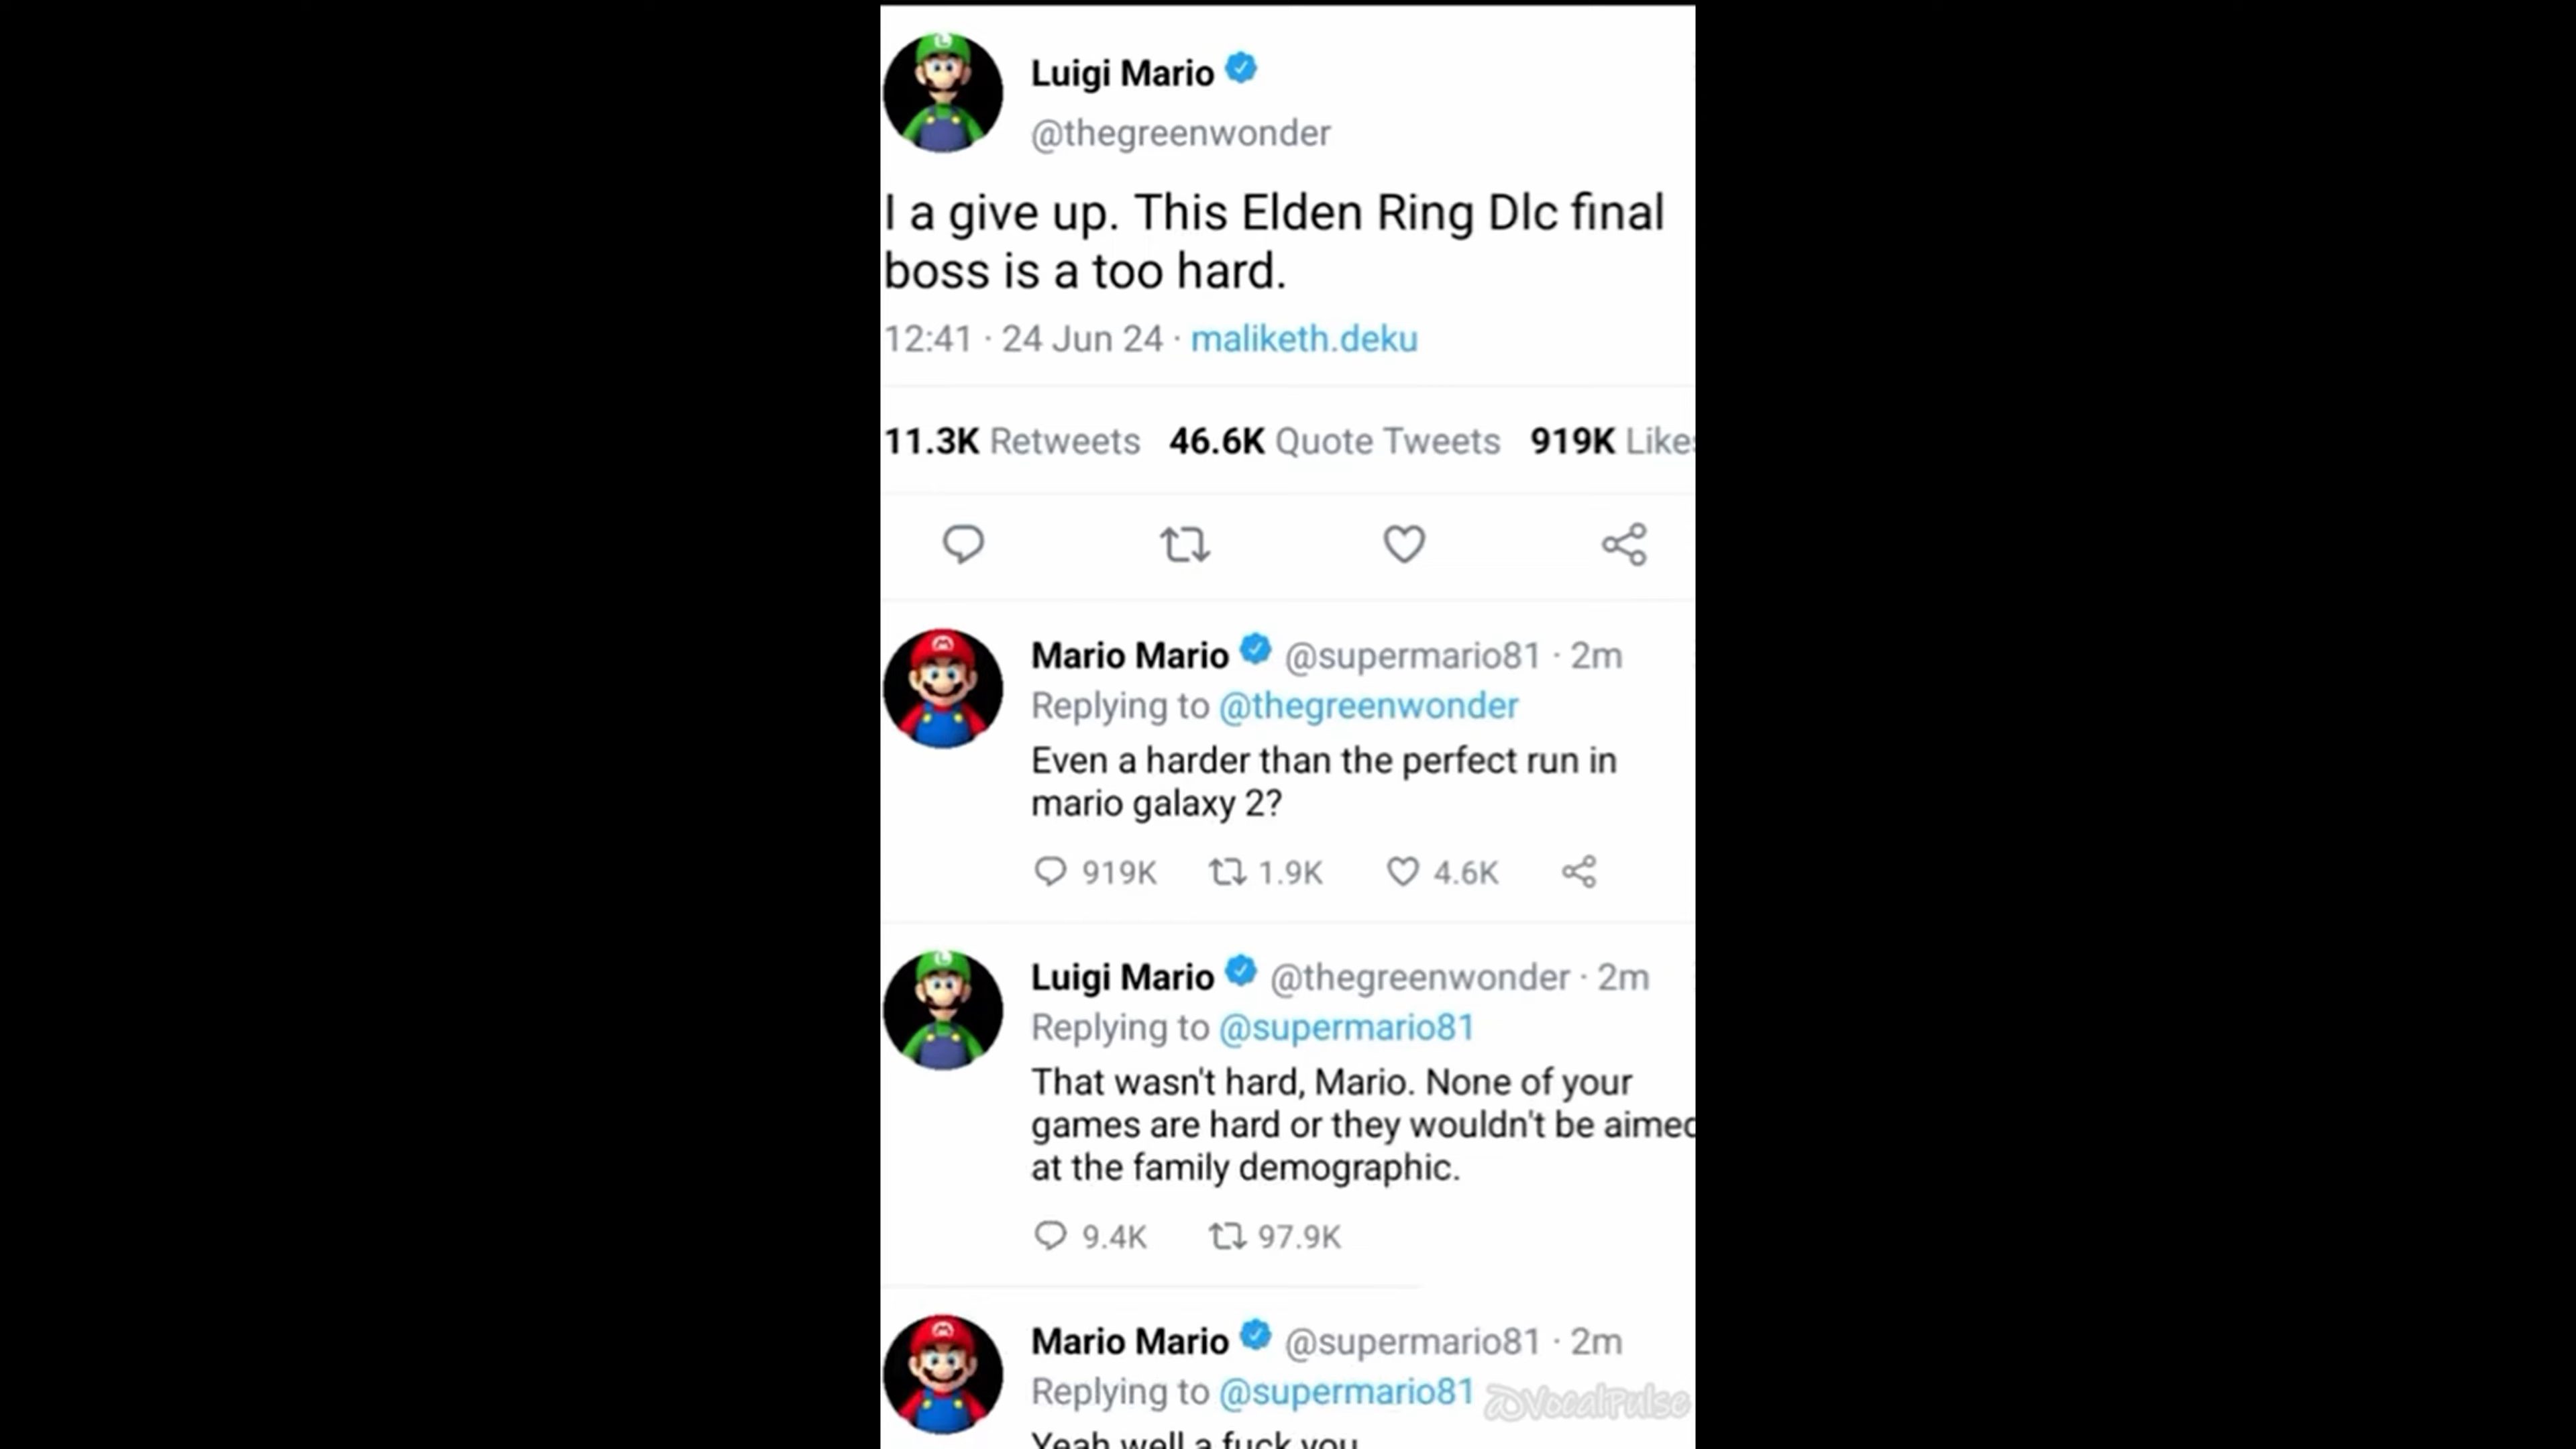 Luigi Mario
@thegreenwonder
I a give up. This Elden Ring Dlc final
boss is a too hard.
12:41 · 24 Jun 24 · maliketh.deku
11.3K Retweets 46.6K Quote Tweets 919K Likes
Mario Mario @supermario81 · 2m
Replying to @thegreenwonder
Even a harder than the perfect run in
mario galaxy 2?
919K 1.9K 4.6K
Luigi Mario @thegreenwonder · 2m
Replying to @supermario81
That wasn't hard, Mario. None of your
games are hard or they wouldn't be aimed
at the family demographic.
9.4K 97.9K
Mario Mario @supermario81 · 2m
Replying to @supermario81
@VocalPulse
Yeah well a fuck you